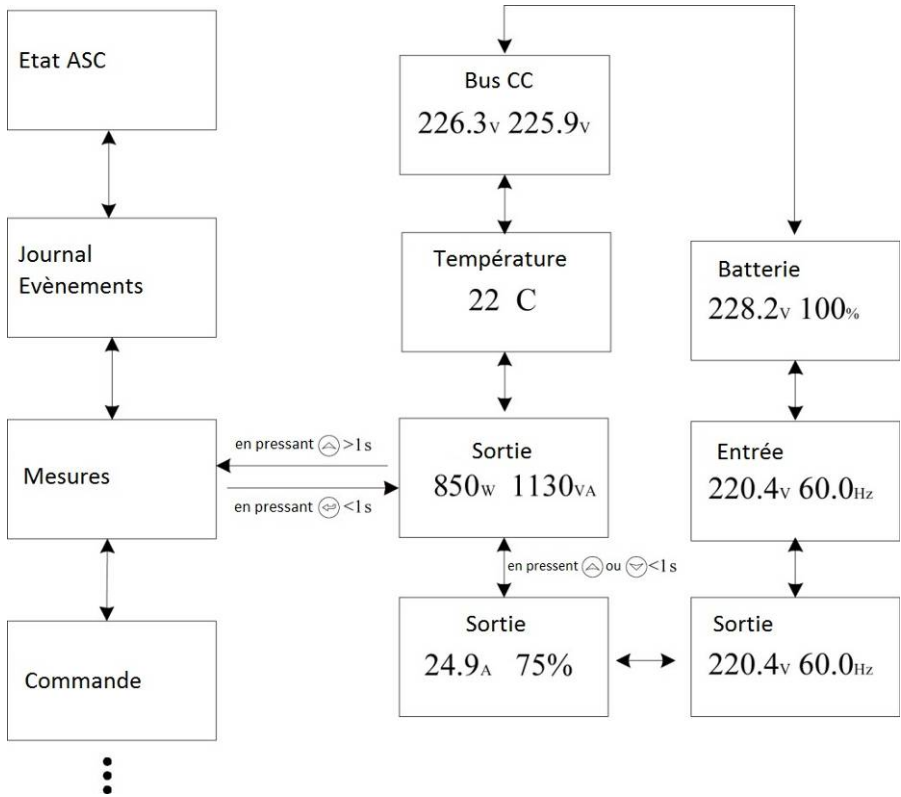 Etat ASC
Journal
Evènements
Mesures
Commande
en pressant >1s
en pressant <1s
Bus CC
226.3V 225.9V
Température
22 C
Sortie
850W 1130VA
en pressent ou <1s
Sortie
24.9A 75%
Batterie
228.2V 100%
Entrée
220.4V 60.0Hz
Sortie
220.4V 60.0Hz